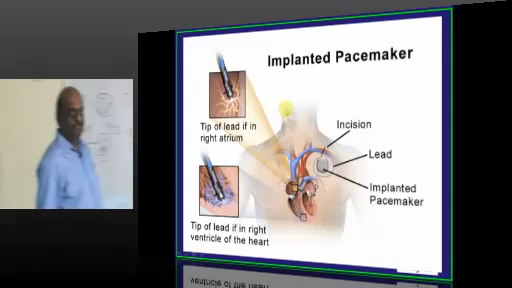 Implanted Pacemaker
Tip of lead if in
right atrium
Incision
Lead
Implanted
Pacemaker
Tip of lead if in right
ventricle of the heart